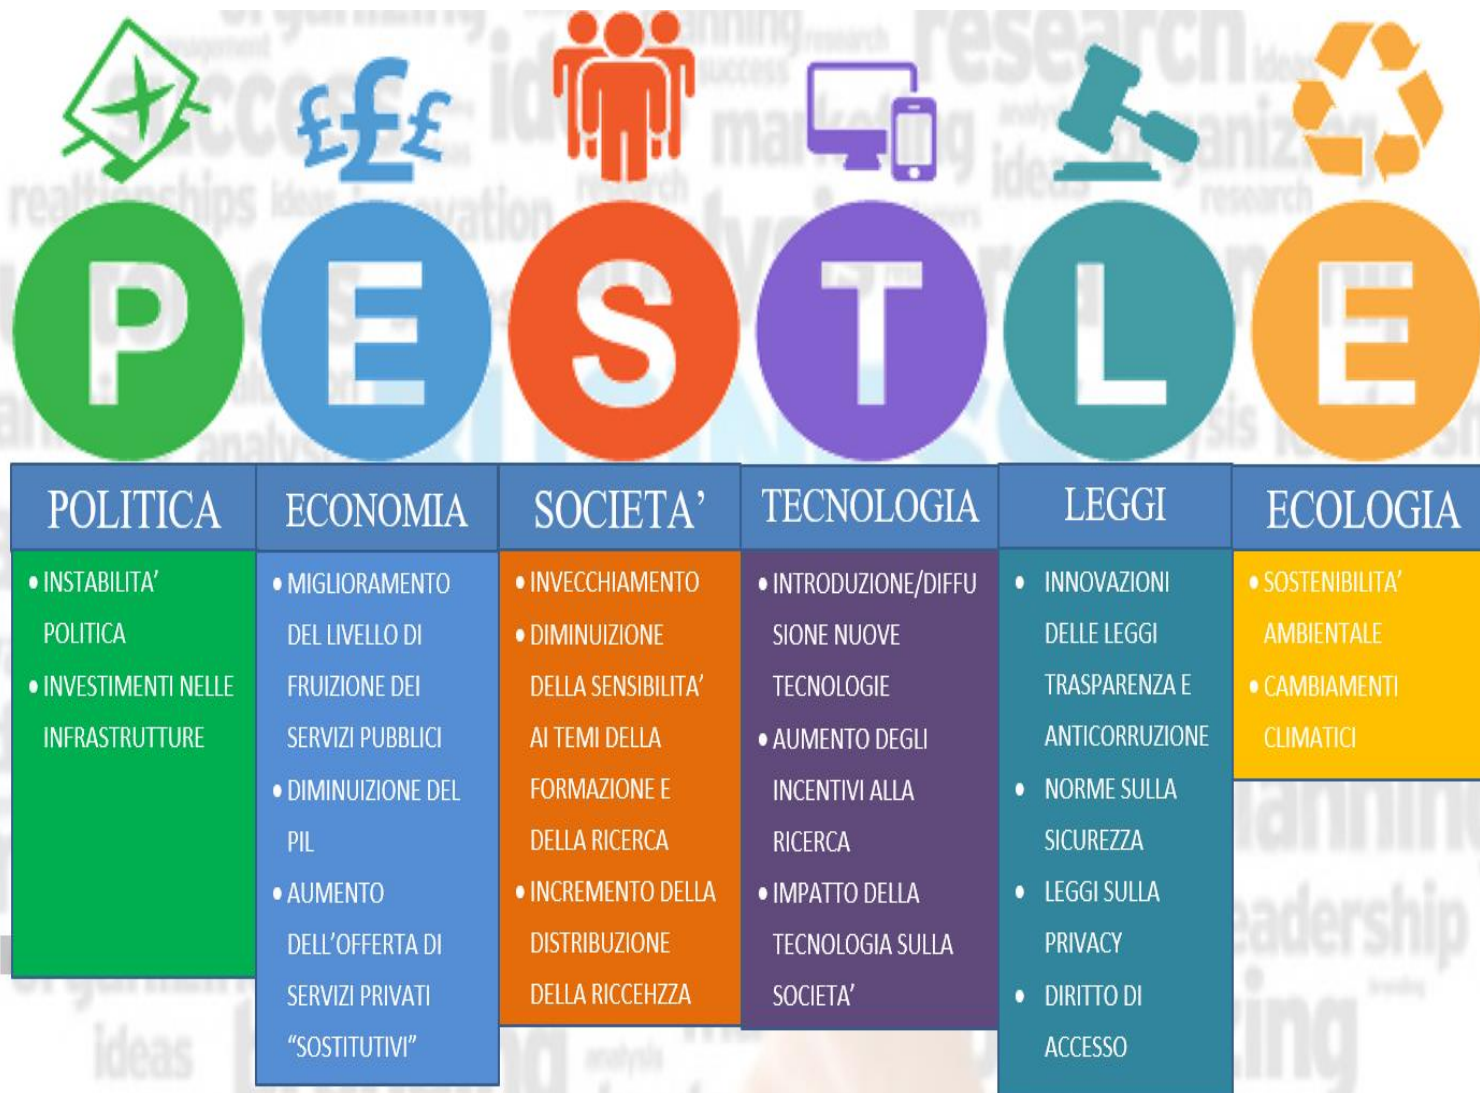 P E S T L E
POLITICA
• INSTABILITA’
POLITICA
• INVESTIMENTI NELLE
INFRASTRUTTURE
ECONOMIA
• MIGLIORAMENTO
DEL LIVELLO DI
FRUIZIONE DEI
SERVIZI PUBBLICI
• DIMINUIZIONE DEL
PIL
• AUMENTO
DELL’OFFERTA DI
SERVIZI PRIVATI
“SOSTITUTIVI”
SOCIETA’
• INVECCHIAMENTO
• DIMINUIZIONE
DELLA SENSIBILITA’
AI TEMI DELLA
FORMAZIONE E
DELLA RICERCA
• INCREMENTO DELLA
DISTRIBUZIONE
DELLA RICCEHZZA
TECNOLOGIA
• INTRODUZIONE/DIFFU
SIONE NUOVE
TECNOLOGIE
• AUMENTO DEGLI
INCENTIVI ALLA
RICERCA
• IMPATTO DELLA
TECNOLOGIA SULLA
SOCIETA’
LEGGI
• INNOVAZIONI
DELLE LEGGI
TRASPARENZA E
ANTICORRUZIONE
• NORME SULLA
SICUREZZA
• LEGGI SULLA
PRIVACY
• DIRITTO DI
ACCESSO
ECOLOGIA
• SOSTENIBILITA’
AMBIENTALE
• CAMBIAMENTI
CLIMATICI